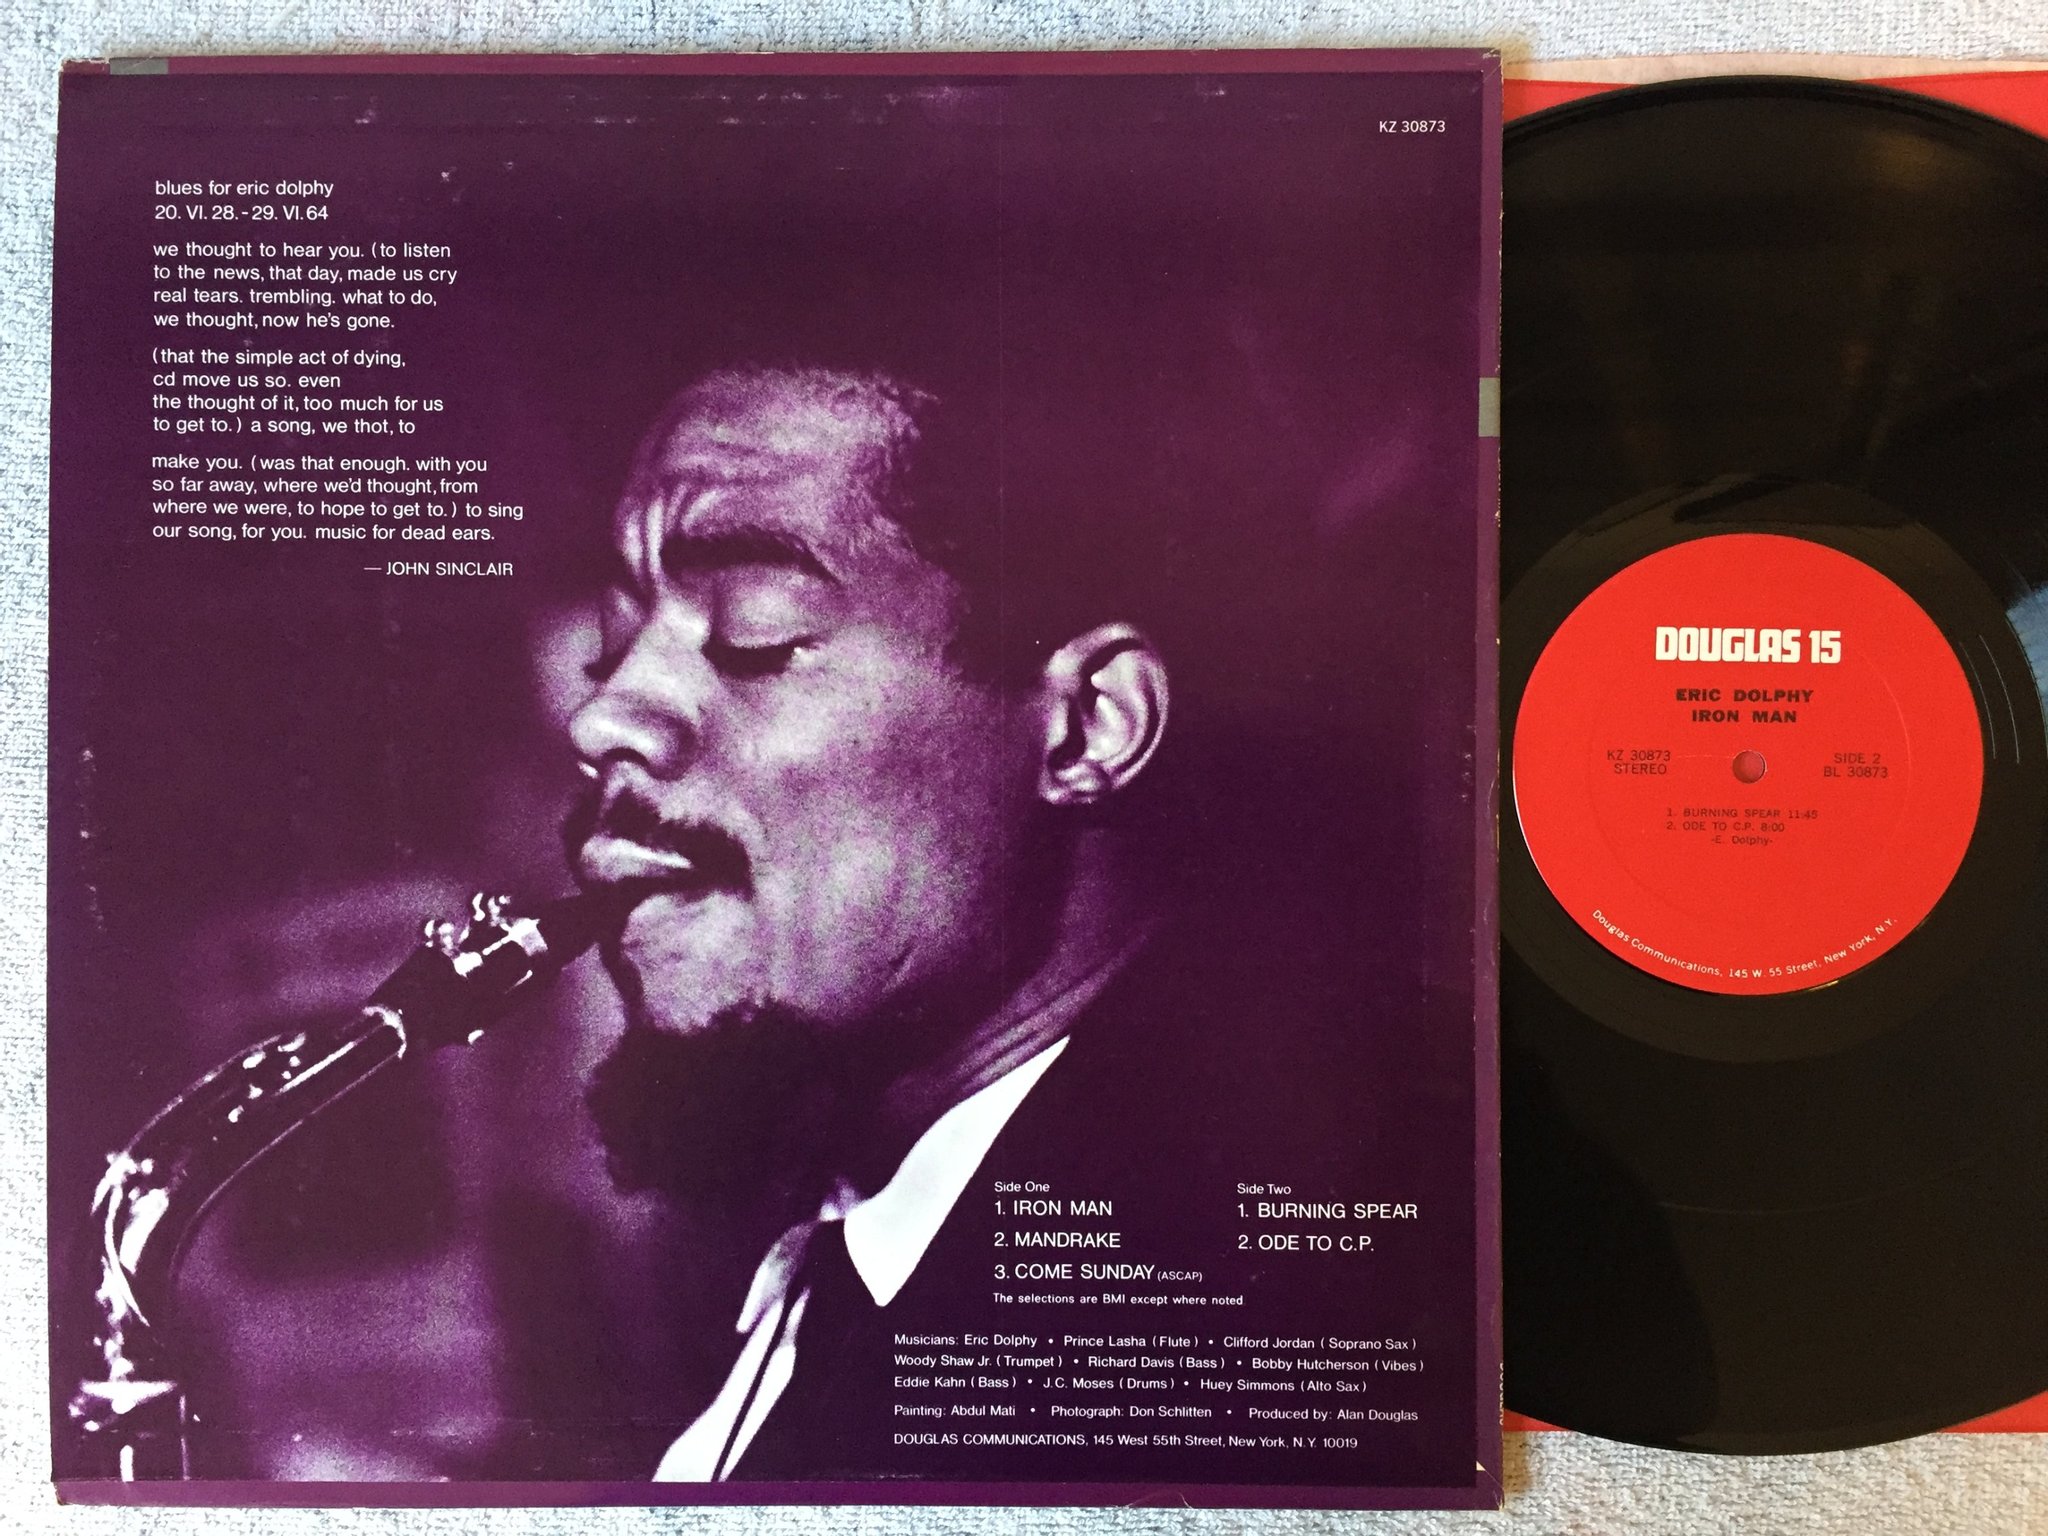 KZ 30873
blues for eric dolphy
20. VI. 28.-29. VI. 64
we thought to hear you. (to listen
to the news, that day, made us cry
real tears. trembling. what to do,
we thought, now he's gone.
(that the simple act of dying,
cd move us so. even
the thought of it, too much for us
to get to.) a song, we thot, to
make you. (was that enough. with you
so far away, where we'd thought, from
where we were, to hope to get to.) to sing
our song, for you. music for dead ears.
— JOHN SINCLAIR
Side One
1. IRON MAN
2. MANDRAKE
3. COME SUNDAY (ASCAP)
The selections are BMI except where noted
Side Two
1. BURNING SPEAR
2. ODE TO C.P.
Musicians: Eric Dolphy • Prince Lasha (Flute) • Clifford Jordan (Soprano Sax)
Woody Shaw Jr. (Trumpet) • Richard Davis (Bass) • Bobby Hutcherson (Vibes)
Eddie Kahn (Bass) • J.C. Moses (Drums) • Huey Simmons (Alto Sax)
Painting: Abdul Mati • Photograph: Don Schlitten • Produced by: Alan Douglas
DOUGLAS COMMUNICATIONS, 145 West 55th Street, New York, N.Y. 10019
DOUGLAS 15
ERIC DOLPHY
IRON MAN
KZ 30873
STEREO
SIDE 2
BL 30873
1. BURNING SPEAR 11:45
2. ODE TO C.P. 8:00
-E. Dolphy-
Douglas Communications, 145 W. 55 Street, New York, N.Y.